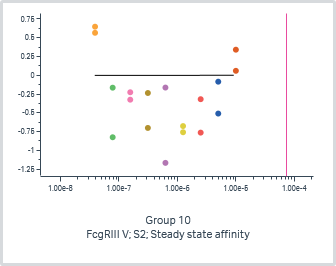 0.75
0.5
0.25
0
-0.25
-0.5
-0.75
-1
-1.25
1.00e-8
1.00e-7
1.00e-6
1.00e-5
1.00e-4
Group 10
FcgRIII V; S2; Steady state affinity